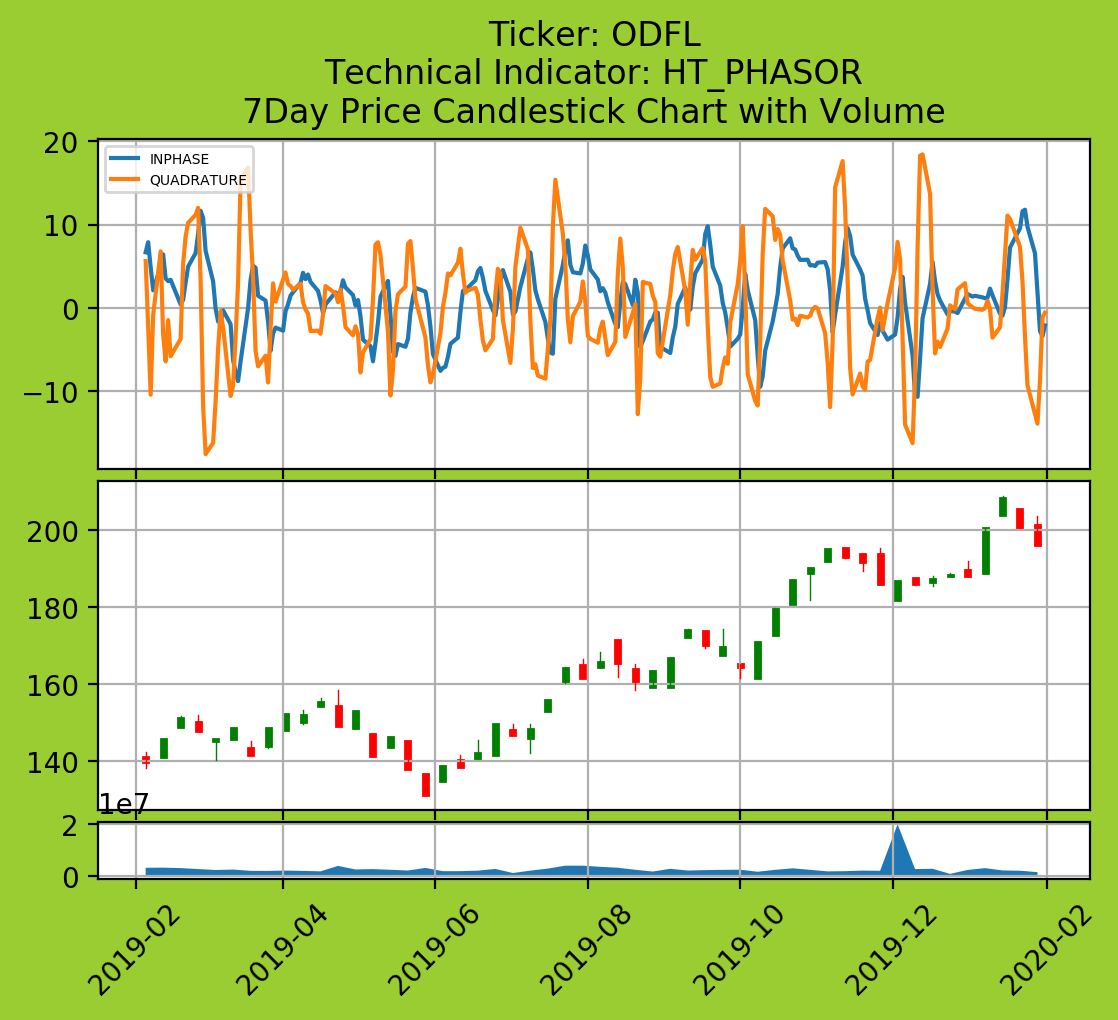 Ticker: ODFL
Technical Indicator: HT_PHASOR
7Day Price Candlestick Chart with Volume
INPHASE
QUADRATURE
20
10
0
−10
200
180
160
140
1e7
2
0
2019-02
2019-04
2019-06
2019-08
2019-10
2019-12
2020-02